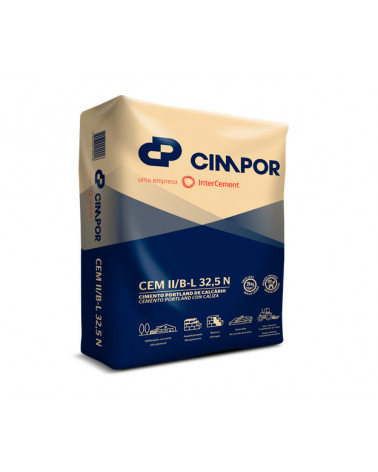 CIMPOR
uma empresa InterCement
CEM II/B-L 32,5 N
CIMENTO PORTLAND DE CALCÁRIO
CEMENTO PORTLAND CON CALIZA
CIMPOR
CEM II/B-L 32,5 N